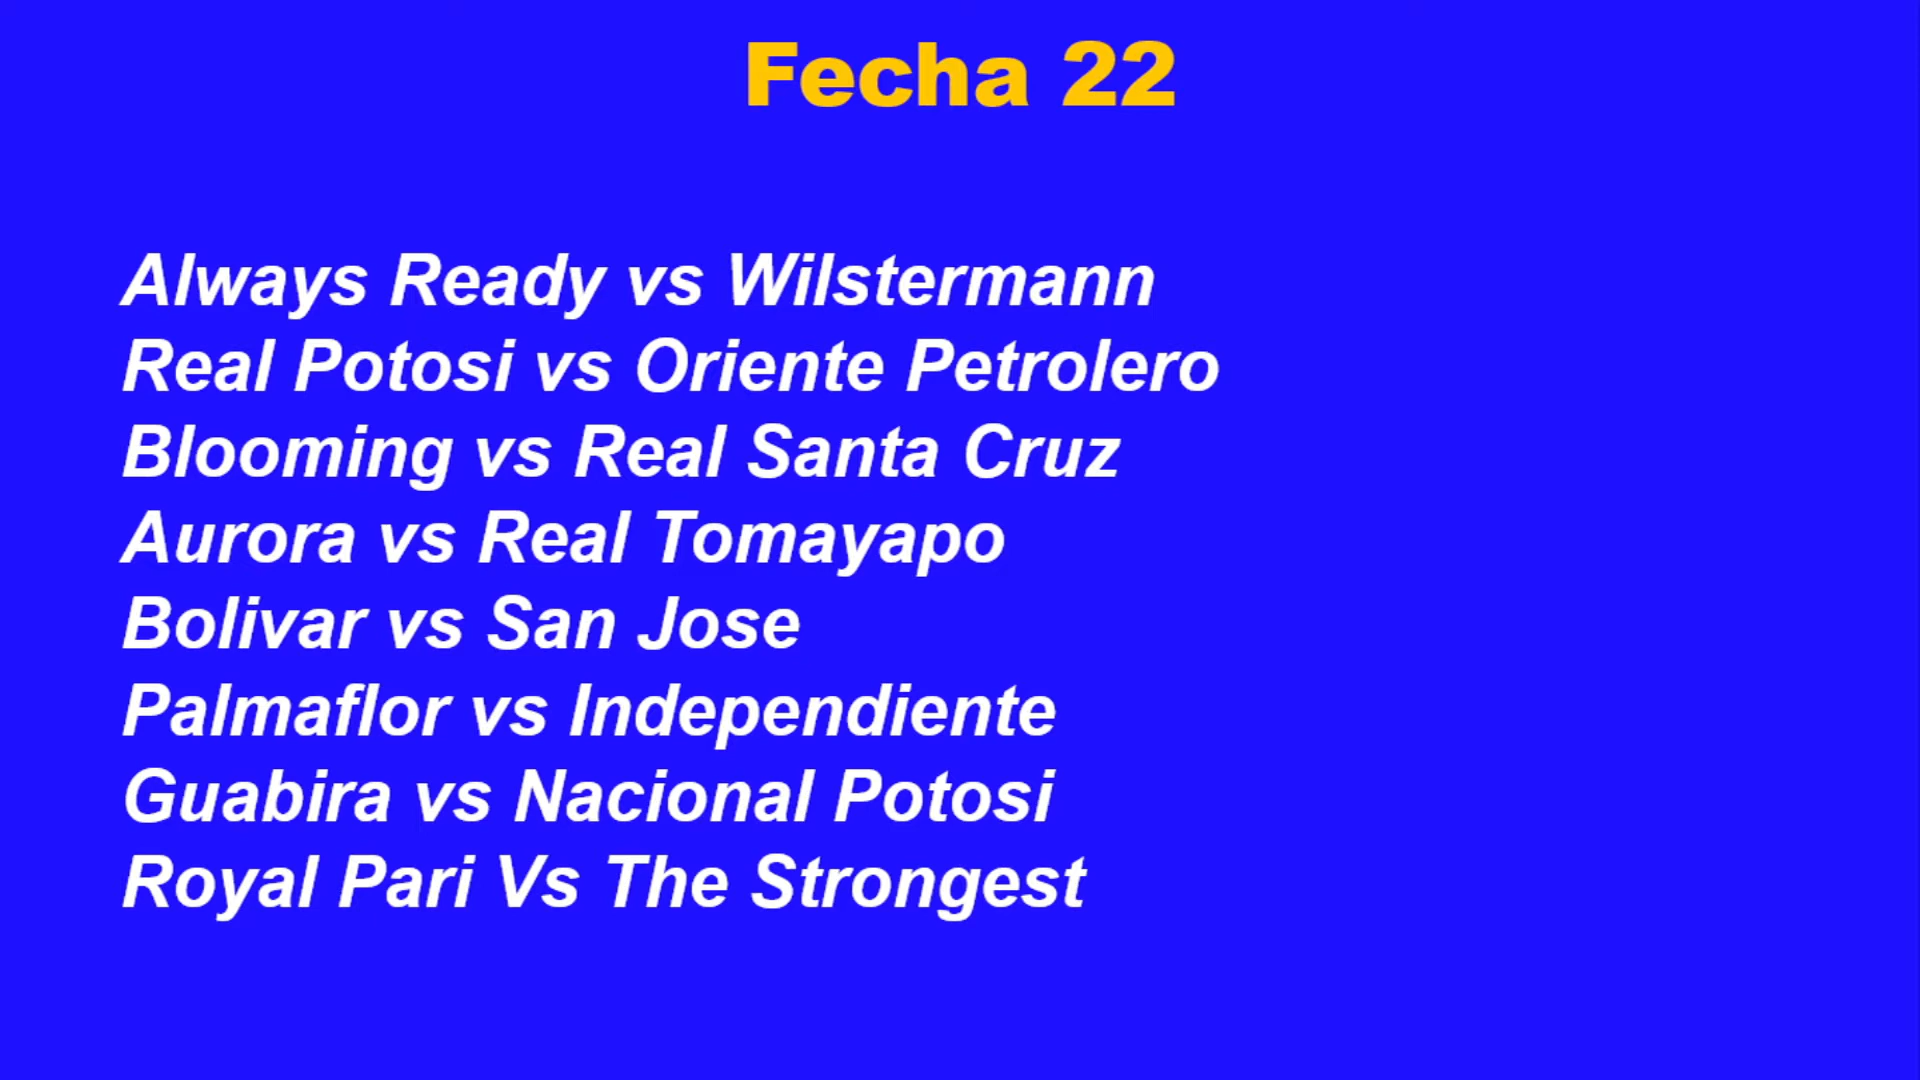 Fecha 22
Always Ready vs Wilstermann
Real Potosi vs Oriente Petrolero
Blooming vs Real Santa Cruz
Aurora vs Real Tomayapo
Bolivar vs San Jose
Palmaflor vs Independiente
Guabira vs Nacional Potosi
Royal Pari Vs The Strongest